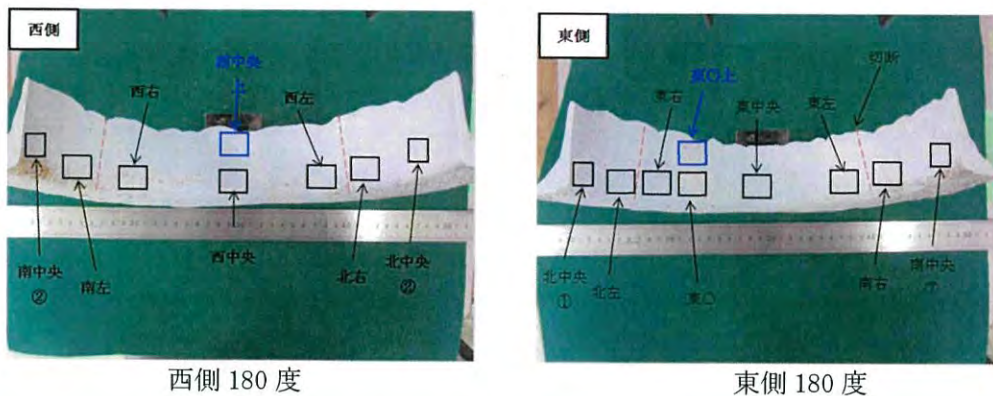 西側
西中央
上
西右
西左
南中央
②
南左
西中央
北右
北中央
②
西側 180 度
東側
東〇上
切断
東右
東中央
東左
北中央
①
北左
東〇
南右
南中央
東側 180 度